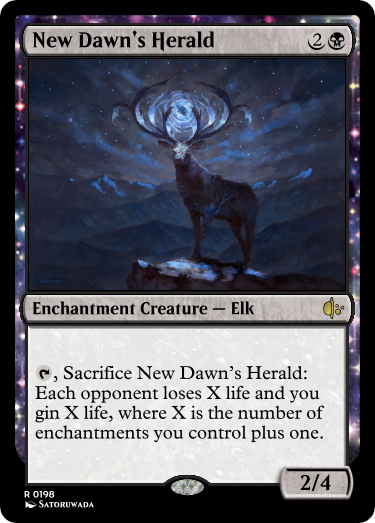 New Dawn's Herald 2
Enchantment Creature — Elk
, Sacrifice New Dawn's Herald:
Each opponent loses X life and you
gin X life, where X is the number of
enchantments you control plus one.
2/4
R 0198
Satoruwada